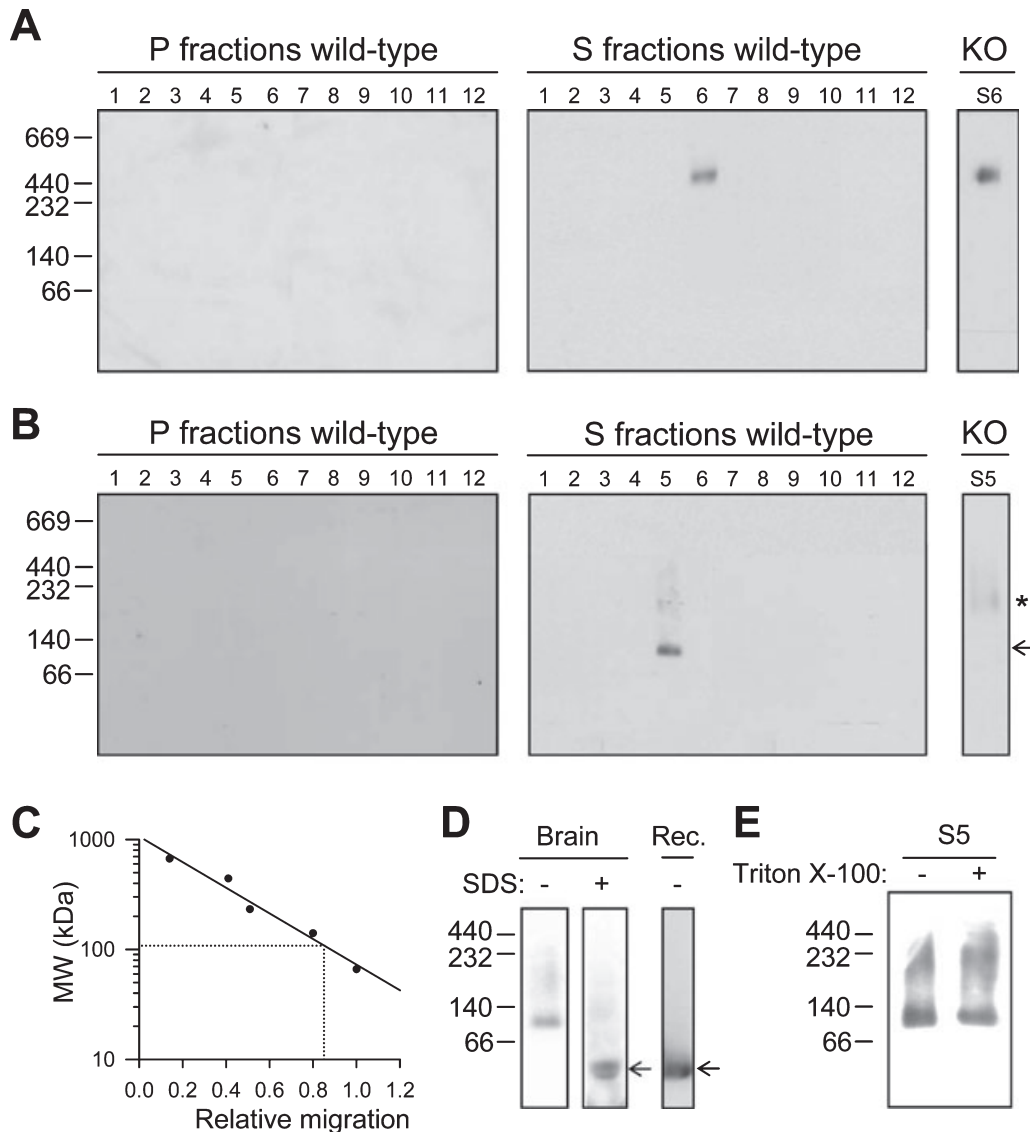 A
P fractions wild-type
S fractions wild-type
KO
1 2 3 4 5 6 7 8 9 10 11 12
1 2 3 4 5 6 7 8 9 10 11 12
S6
669
440
232
140
66
B
P fractions wild-type
S fractions wild-type
KO
1 2 3 4 5 6 7 8 9 10 11 12
1 2 3 4 5 6 7 8 9 10 11 12
S5
669
440
232
140
66
*
C
MW (kDa)
1000
100
10
0.0 0.2 0.4 0.6 0.8 1.0 1.2
Relative migration
D
Brain
Rec.
SDS: - + -
440
232
140
66
E
S5
Triton X-100: - +
440
232
140
66